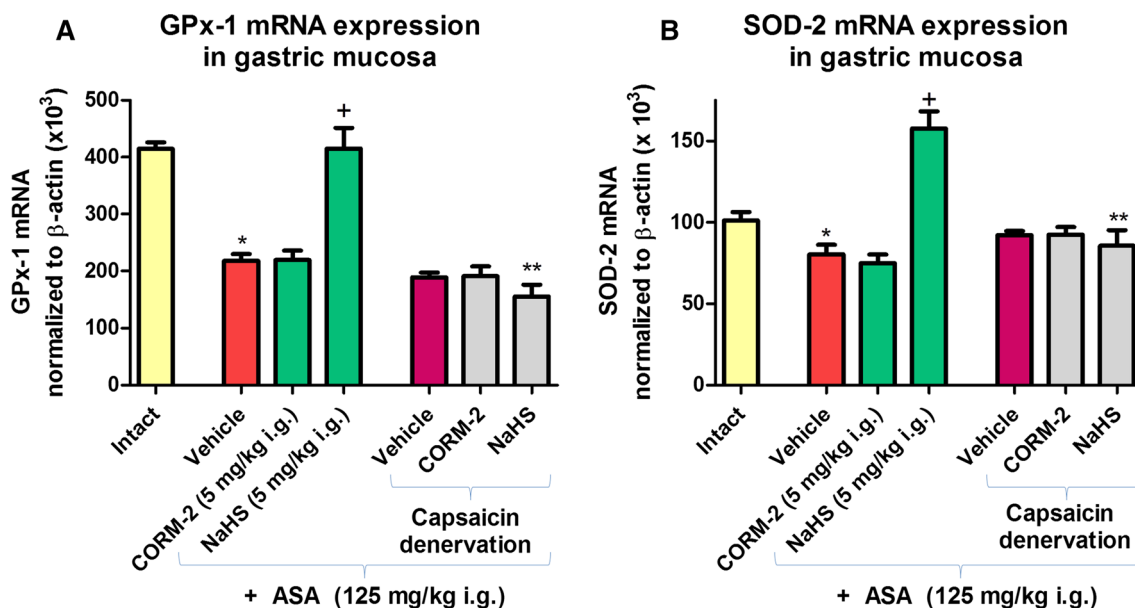 A
GPx-1 mRNA expression
in gastric mucosa
GPx-1 mRNA
normalized to β-actin (x10³)
500
400
300
200
100
0
*
+
**
Intact
Vehicle
CORM-2 (5 mg/kg i.g.)
NaHS (5 mg/kg i.g.)
Vehicle
CORM-2
NaHS
Capsaicin
denervation
+ ASA (125 mg/kg i.g.)
B
SOD-2 mRNA expression
in gastric mucosa
SOD-2 mRNA
normalized to β-actin (x 10³)
150
100
50
0
*
+
**
Intact
Vehicle
CORM-2 (5 mg/kg i.g.)
NaHS (5 mg/kg i.g.)
Vehicle
CORM-2
NaHS
Capsaicin
denervation
+ ASA (125 mg/kg i.g.)